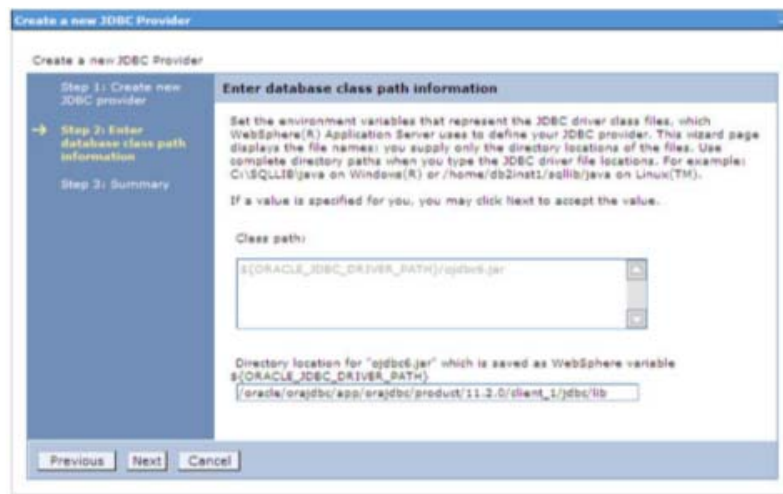 Create a new JDBC Provider
Create a new JDBC Provider
Step 1: Create new
JDBC provider
Enter database class path information
Step 2: Enter
database class path
information
Step 3: Summary
Set the environment variables that represent the JDBC driver class files, which
WebSphere(R) Application Server uses to define your JDBC provider. This wizard page
displays the file names; you supply only the directory locations of the files. Use
complete directory paths when you type the JDBC driver file locations. For example:
C:\SQLLIB\java on Windows(R) or /home/db2inst1/sqllib/java on Linux(TM).
If a value is specified for you, you may click Next to accept the value.
Class path:
${ORACLE_JDBC_DRIVER_PATH}/ojdbc6.jar
Directory location for "ojdbc6.jar" which is saved as WebSphere variable
${ORACLE_JDBC_DRIVER_PATH}
/oracle/orajdbc/app/orajdbc/product/11.2.0/client_1/jdbc/lib
Previous Next Cancel